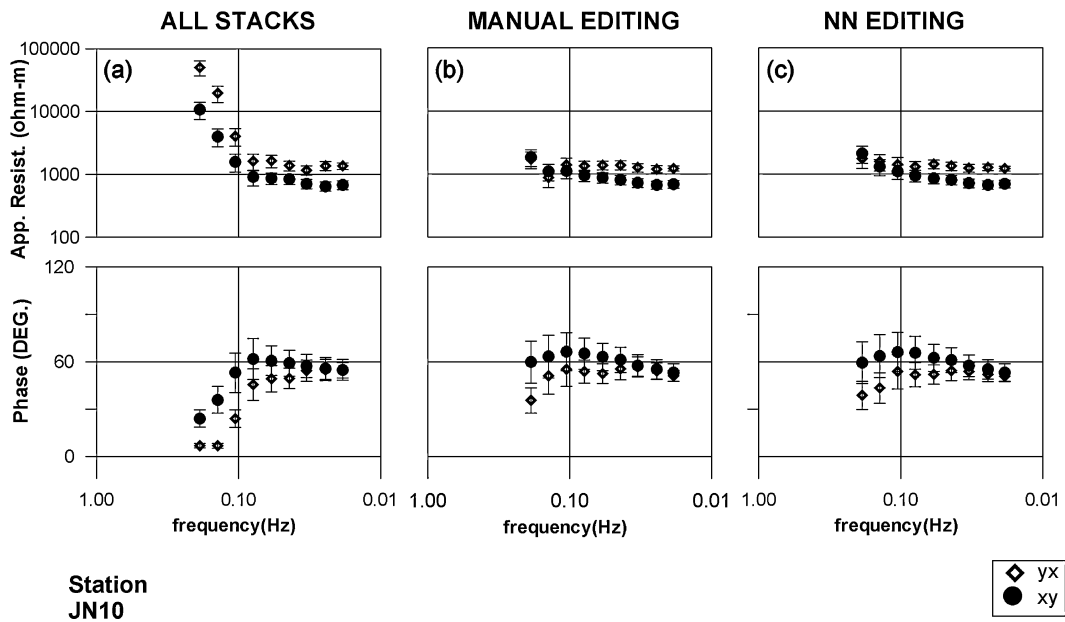 ALL STACKS MANUAL EDITING NN EDITING
App. Resist. (ohm-m)
100000
10000
1000
100
(a) (b) (c)
Phase (DEG.)
120
60
0
1.00 0.10 0.01 1.00 0.10 0.01 1.00 0.10 0.01
frequency(Hz) frequency(Hz) frequency(Hz)
Station
JN10
yx
xy